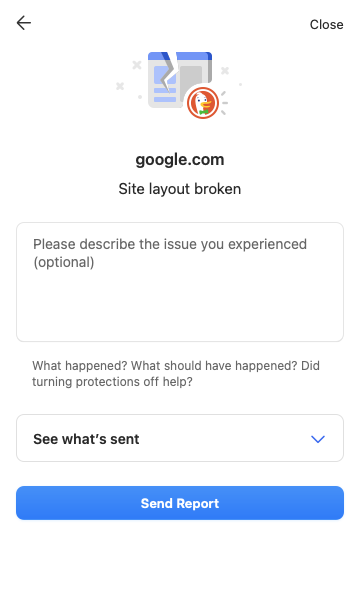 Close
google.com
Site layout broken
Please describe the issue you experienced
(optional)
What happened? What should have happened? Did
turning protections off help?
See what’s sent
Send Report